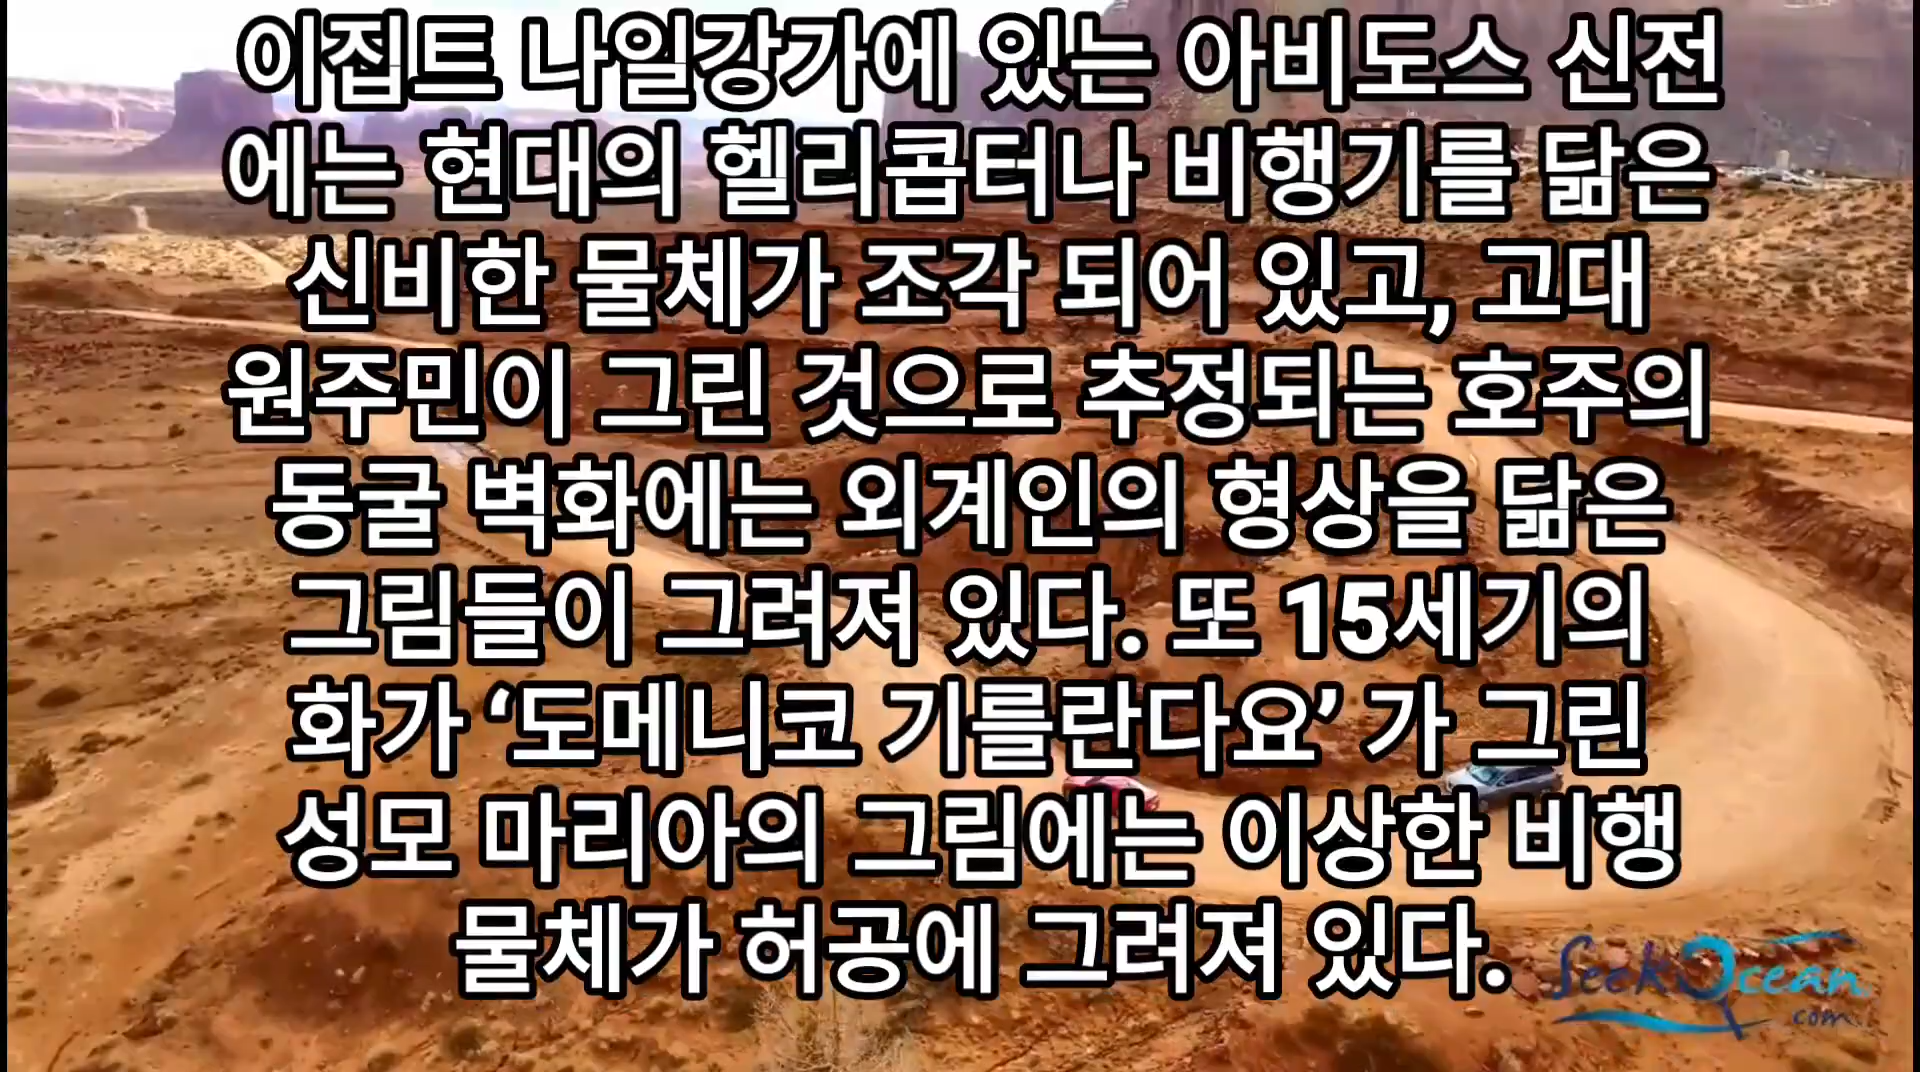 이집트 나일강가에 있는 아비도스 신전
에는 현대의 헬리콥터나 비행기를 닮은
신비한 물체가 조각 되어 있고, 고대
원주민이 그린 것으로 추정되는 호주의
동굴 벽화에는 외계인의 형상을 닮은
그림들이 그려져 있다. 또 15세기의
화가 ‘도메니코 기를란다요’ 가 그린
성모 마리아의 그림에는 이상한 비행
물체가 허공에 그려져 있다.
SeekOcean
.com